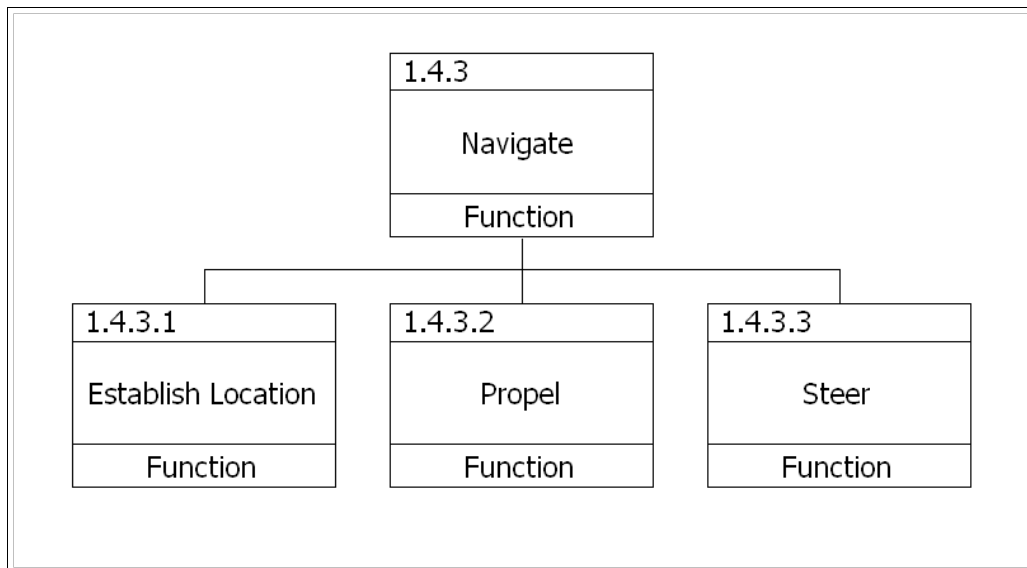 1.4.3
Navigate
Function
1.4.3.1
Establish Location
Function
1.4.3.2
Propel
Function
1.4.3.3
Steer
Function